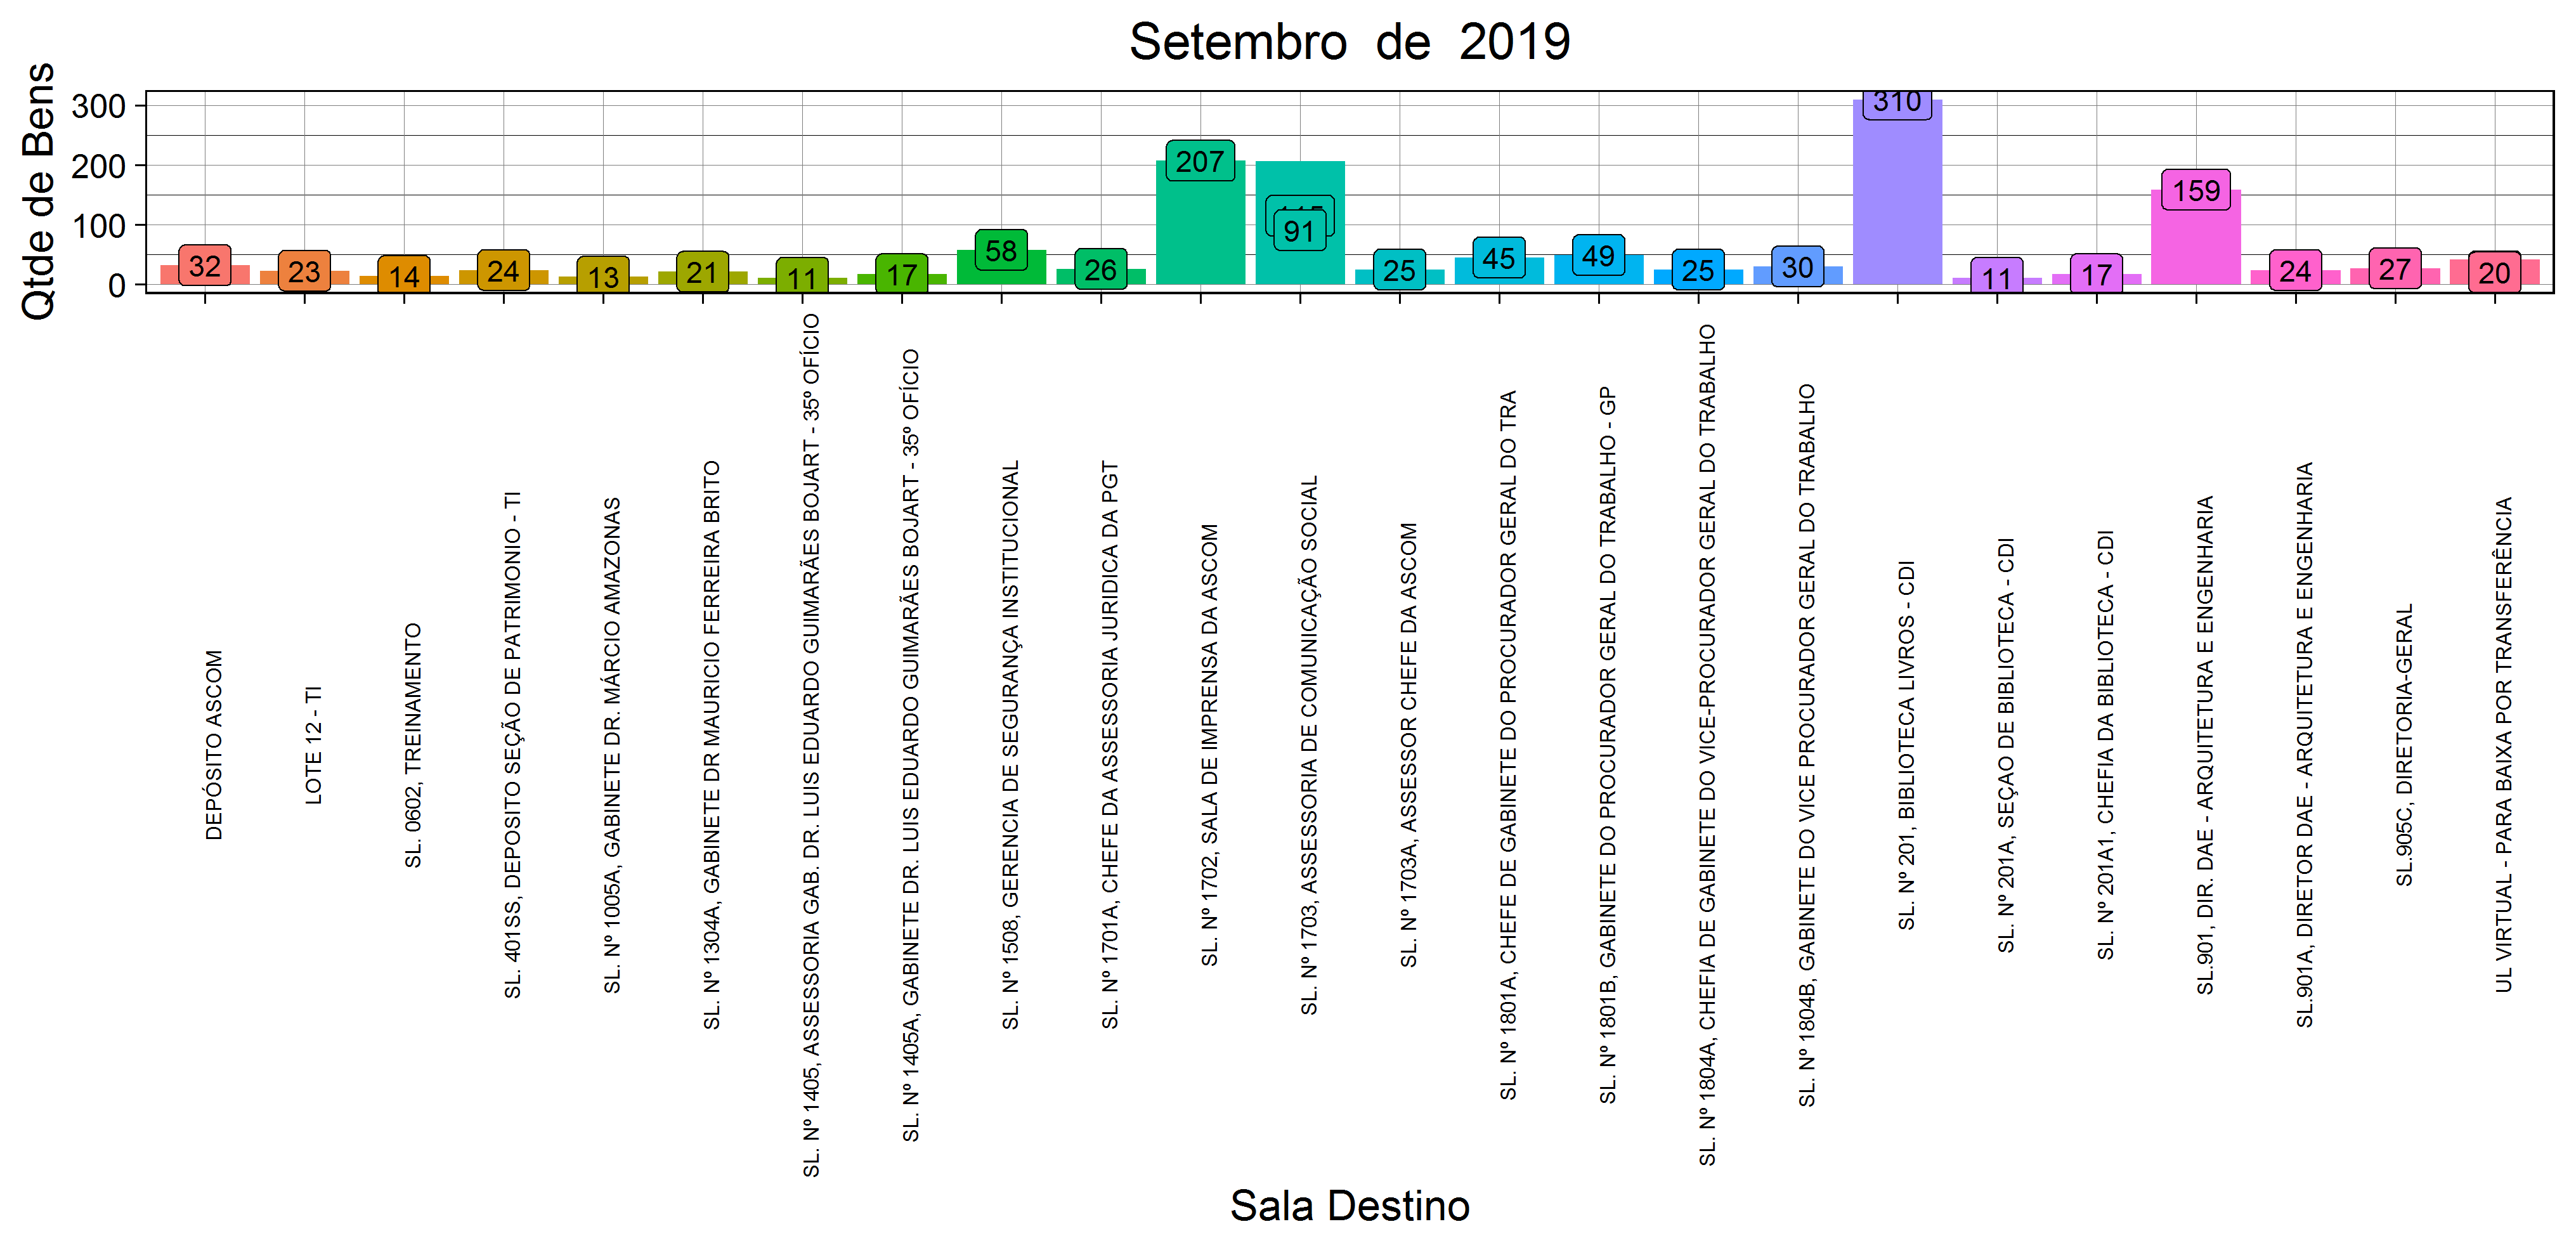 Setembro de 2019
Qtde de Bens
300
200
100
0
32
23
14
24
13
21
11
17
58
26
207
91
25
45
49
25
30
310
11
17
159
24
27
20
DEPÓSITO ASCOM
LOTE 12 - TI
SL. 0602, TREINAMENTO
SL. 401SS, DEPOSITO SEÇÃO DE PATRIMONIO - TI
SL. Nº 1005A, GABINETE DR. MÁRCIO AMAZONAS
SL. Nº 1304A, GABINETE DR MAURICIO FERREIRA BRITO
SL. Nº 1405, ASSESSORIA GAB. DR. LUIS EDUARDO GUIMARÃES BOJART - 35º OFÍCIO
SL. Nº 1405A, GABINETE DR. LUIS EDUARDO GUIMARÃES BOJART - 35º OFÍCIO
SL. Nº 1508, GERENCIA DE SEGURANÇA INSTITUCIONAL
SL. Nº 1701A, CHEFE DA ASSESSORIA JURIDICA DA PGT
SL. Nº 1702, SALA DE IMPRENSA DA ASCOM
SL. Nº 1703, ASSESSORIA DE COMUNICAÇÃO SOCIAL
SL. Nº 1703A, ASSESSOR CHEFE DA ASCOM
SL. Nº 1801A, CHEFE DE GABINETE DO PROCURADOR GERAL DO TRA
SL. Nº 1801B, GABINETE DO PROCURADOR GERAL DO TRABALHO - GP
SL. Nº 1804A, CHEFIA DE GABINETE DO VICE-PROCURADOR GERAL DO TRABALHO
SL. Nº 1804B, GABINETE DO VICE PROCURADOR GERAL DO TRABALHO
SL. Nº 201, BIBLIOTECA LIVROS - CDI
SL. Nº 201A, SEÇAO DE BIBLIOTECA - CDI
SL. Nº 201A1, CHEFIA DA BIBLIOTECA - CDI
SL.901, DIR. DAE - ARQUITETURA E ENGENHARIA
SL.901A, DIRETOR DAE - ARQUITETURA E ENGENHARIA
SL.905C, DIRETORIA-GERAL
UL VIRTUAL - PARA BAIXA POR TRANSFERÊNCIA
Sala Destino